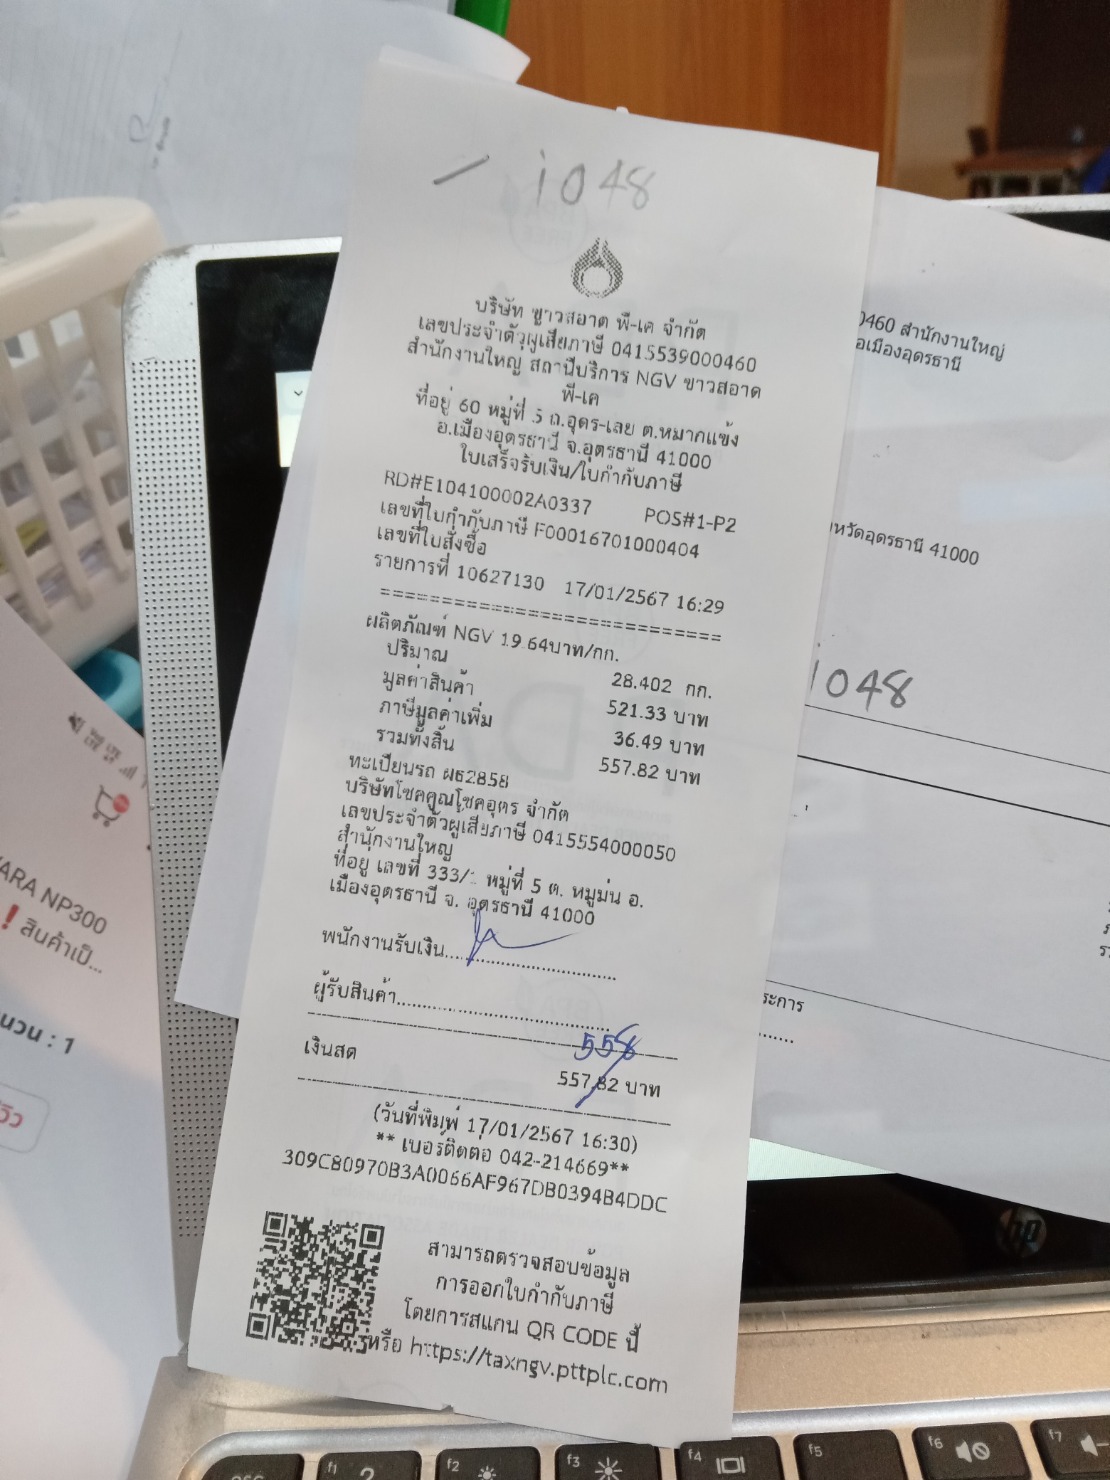 i048
บริษัท ขาวสอาด พี-เค จำกัด
เลขประจำตัวผู้เสียภาษี 0415539000460
สำนักงานใหญ่ สถานีบริการ NGV ขาวสอาด
พี-เค
ที่อยู่ 60 หมู่ที่ 5 ถ.อุดร-เลย ต.หมากแข้ง
อ.เมืองอุดรธานี จ.อุดรธานี 41000
ใบเสร็จรับเงิน/ใบกำกับภาษี
RD#E104100002A0337 POS#1-P2
เลขที่ใบกำกับภาษี F00016701000404
เลขที่ใบสั่งซื้อ
รายการที่ 10627130 17/01/2567 16:29
ผลิตภัณฑ์ NGV 19.64บาท/กก.
ปริมาณ 28.402 กก.
มูลค่าสินค้า 521.33 บาท
ภาษีมูลค่าเพิ่ม 36.49 บาท
รวมทั้งสิ้น 557.82 บาท
ทะเบียนรถ ผธ2858
บริษัทโชคคูณโชคอุดร จำกัด
เลขประจำตัวผู้เสียภาษี 0415554000050
สำนักงานใหญ่
ที่อยู่ เลขที่ 333/ หมู่ที่ 5 ต. หมูม่น อ.
เมืองอุดรธานี จ. อุดรธานี 41000
พนักงานรับเงิน
ผู้รับสินค้า
558
เงินสด 557.82 บาท
(วันที่พิมพ์ 17/01/2567 16:30)
** เบอร์ติดต่อ 042-214669**
309C80970B3A0066AF967DB0394B4DDC
สามารถตรวจสอบข้อมูล
การออกใบกำกับภาษี
โดยการสแกน QR CODE นี้
หรือ https://taxngv.pttplc.com
0460 สำนักงานใหญ่
อเมืองอุดรธานี
หวัดอุดรธานี 41000
i048
ระการ
ARA NP300
สินค้าเป็...
นวน : 1
hp
f1
f2
f3
f4
f5
f6
f7